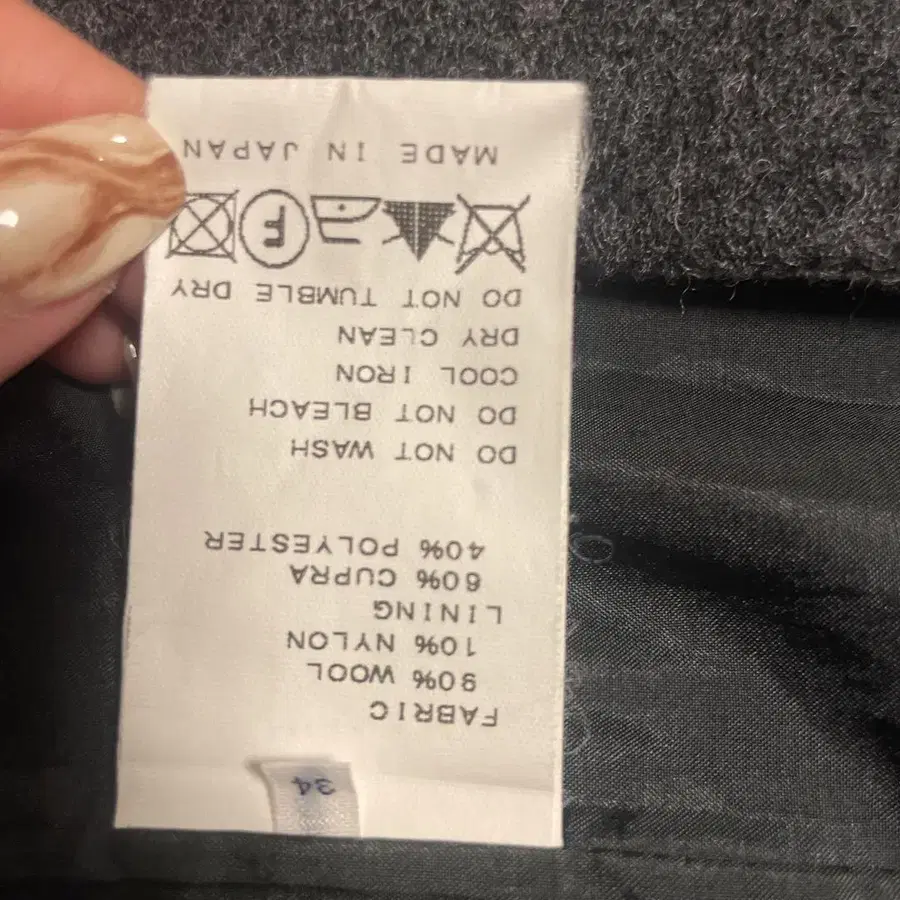 34
FABRIC
90% WOOL
10% NYLON
LINING
60% CUPRA
40% POLYESTER
DO NOT WASH
DO NOT BLEACH
COOL IRON
DRY CLEAN
DO NOT TUMBLE DRY
F
MADE IN JAPAN